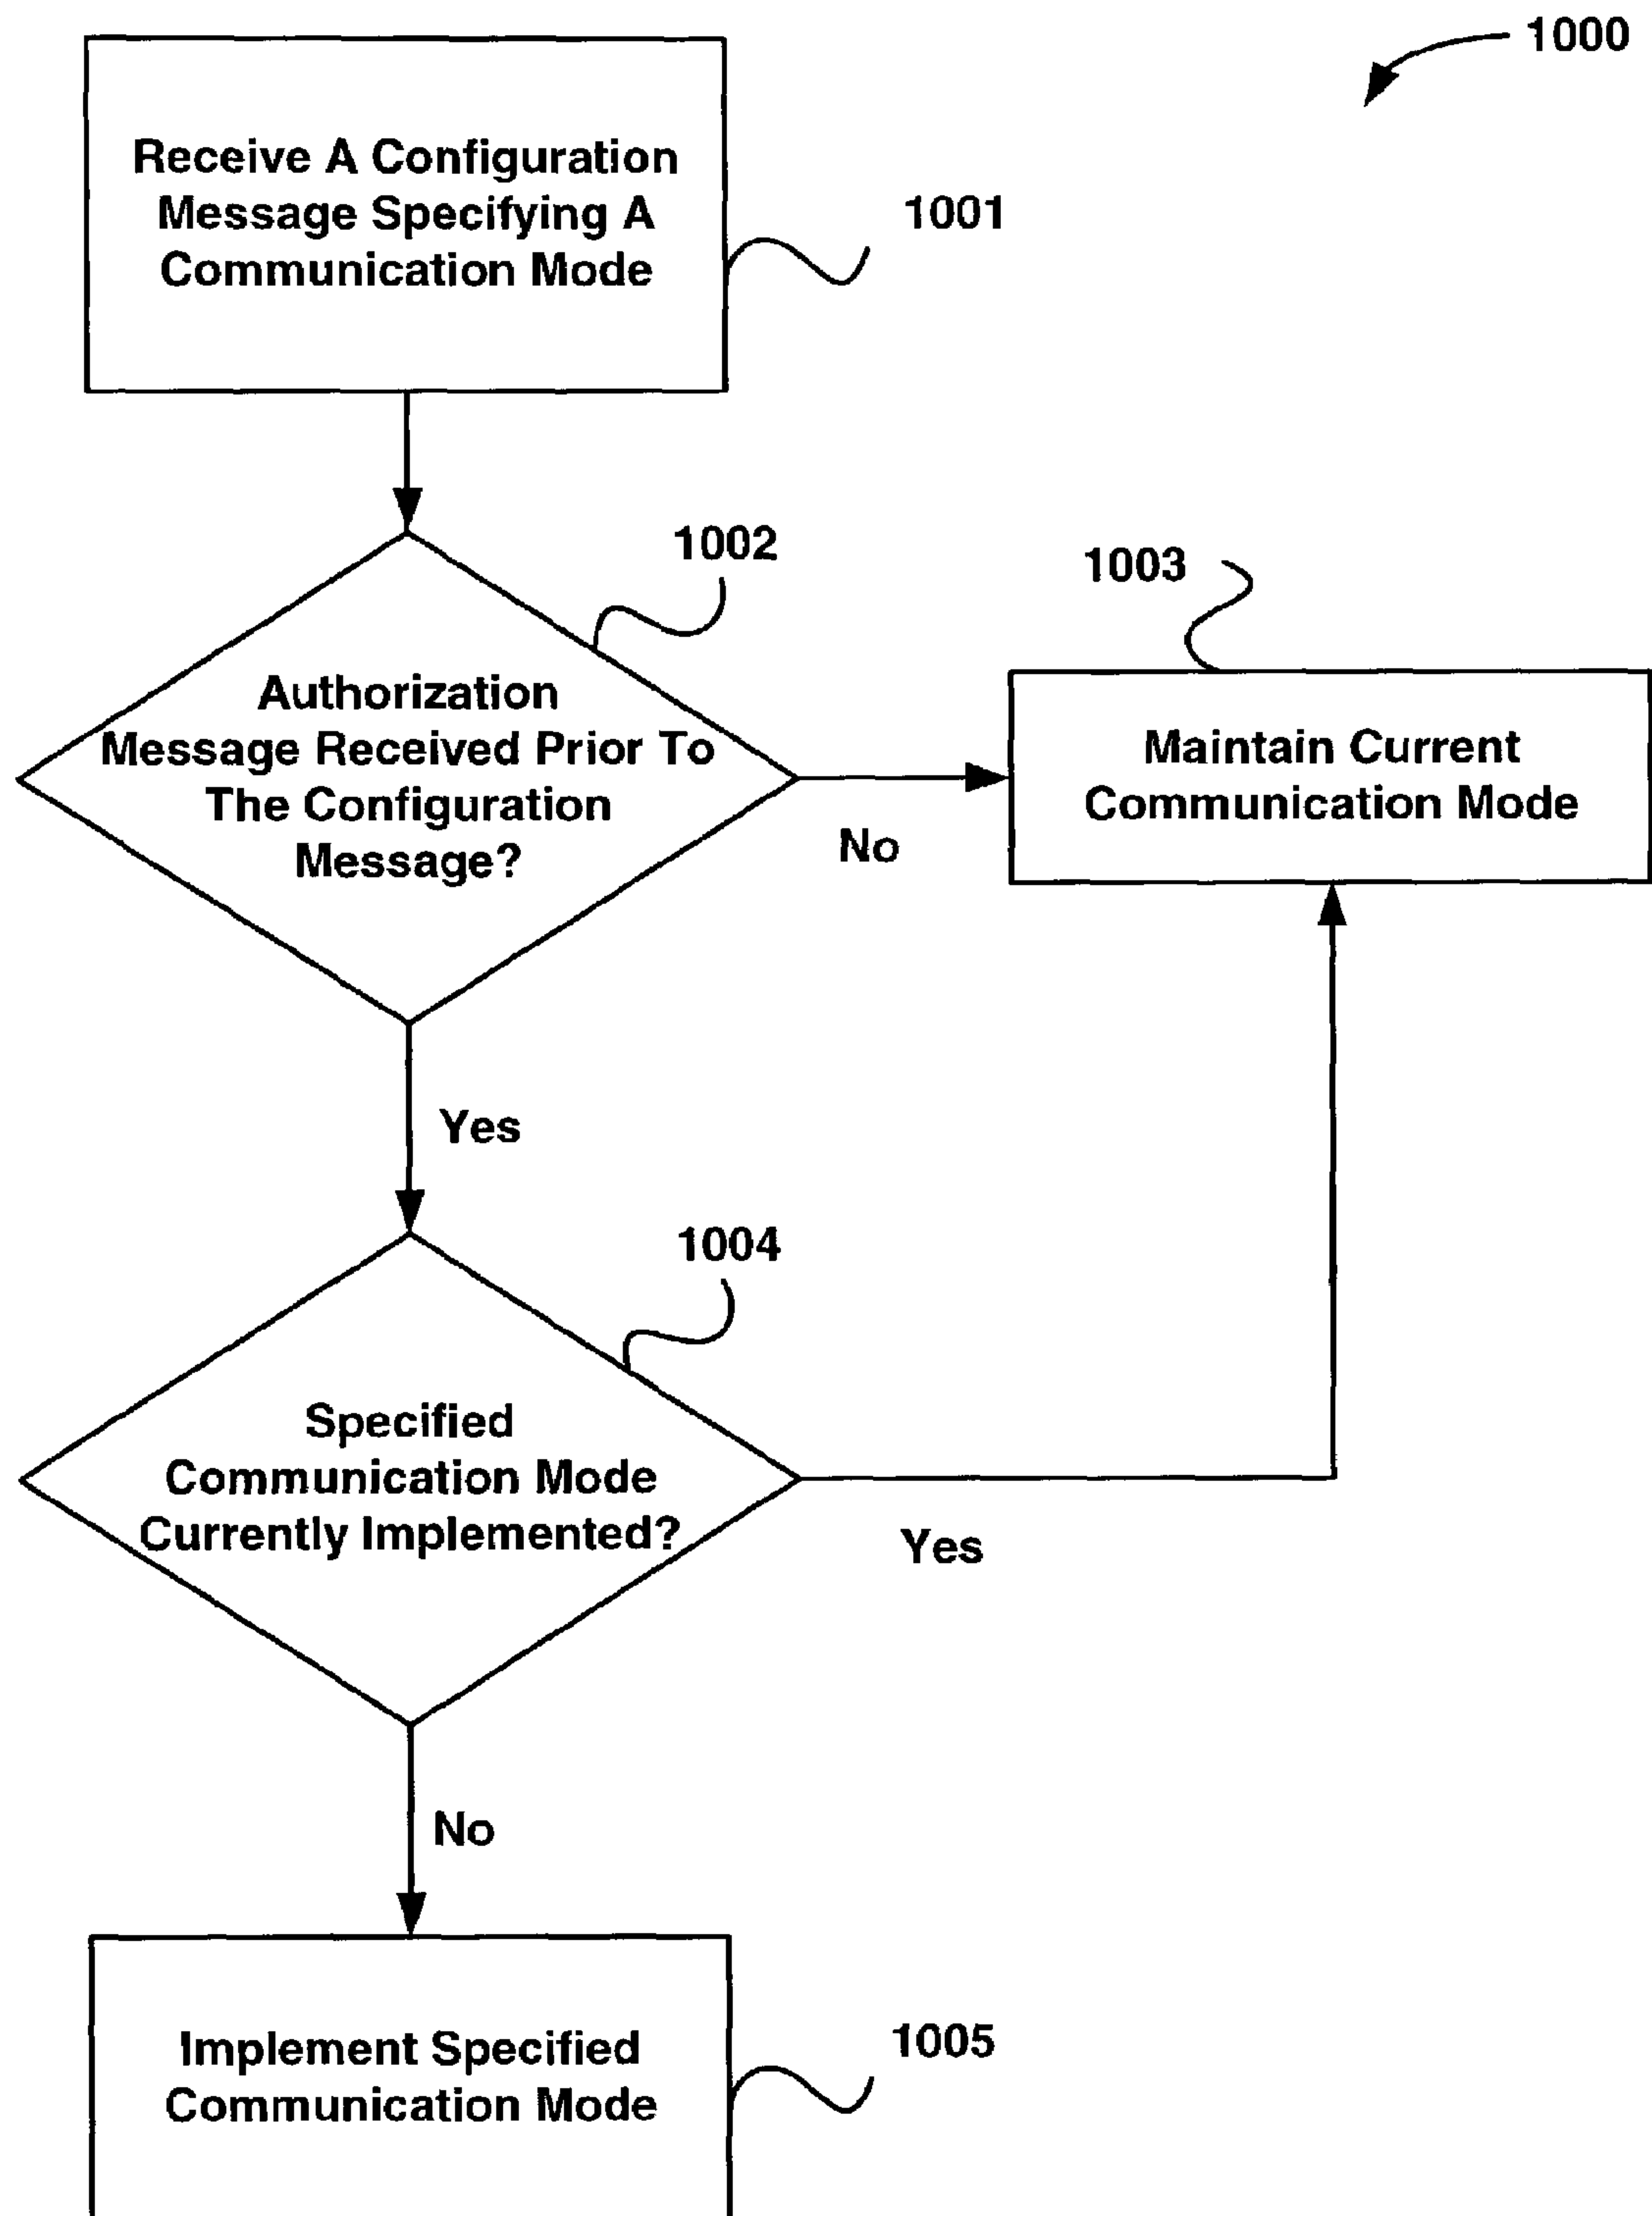 1000
Receive A Configuration
Message Specifying A
Communication Mode
1001
1002
Authorization
Message Received Prior To
The Configuration
Message?
No
1003
Maintain Current
Communication Mode
Yes
1004
Specified
Communication Mode
Currently Implemented?
Yes
No
Implement Specified
Communication Mode
1005